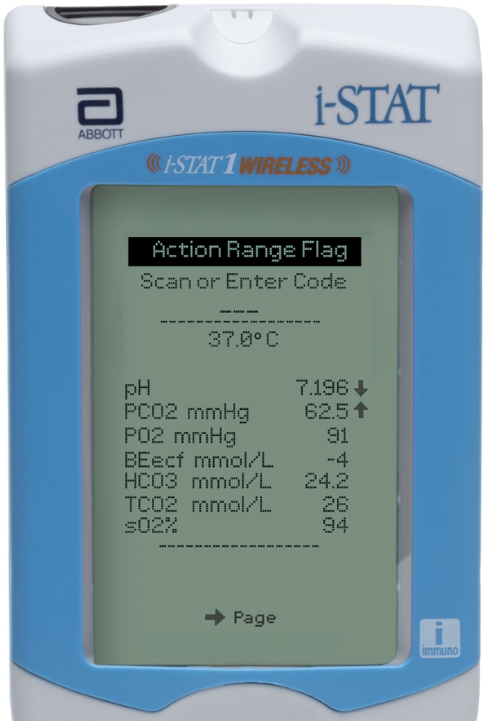 ABBOTT
i-STAT
i-STAT 1 WIRELESS
Action Range Flag
Scan or Enter Code
37.0° C
pH 7.196 ↓
PCO2 mmHg 62.5 ↑
PO2 mmHg 91
BEecf mmol/L -4
HCO3 mmol/L 24.2
TCO2 mmol/L 26
sO2% 94
→ Page
i
immuno